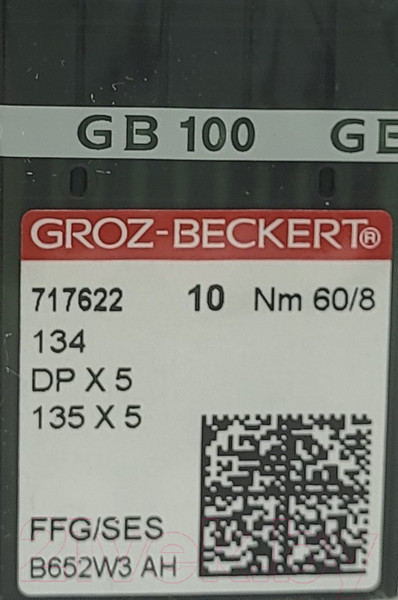 GB 100 GB
GROZ-BECKERT®
717622 10 Nm 60/8
134
DP X 5
135 X 5
FFG/SES
B652W3 AH